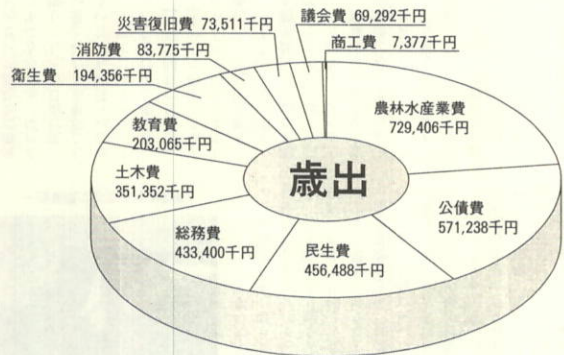 災害復旧費 73,511千円
議会費 69,292千円
消防費 83,775千円
商工費 7,377千円
衛生費 194,356千円
農林水産業費
729,406千円
教育費
203,065千円
土木費
351,352千円
歳出
公債費
571,238千円
総務費
433,400千円
民生費
456,488千円